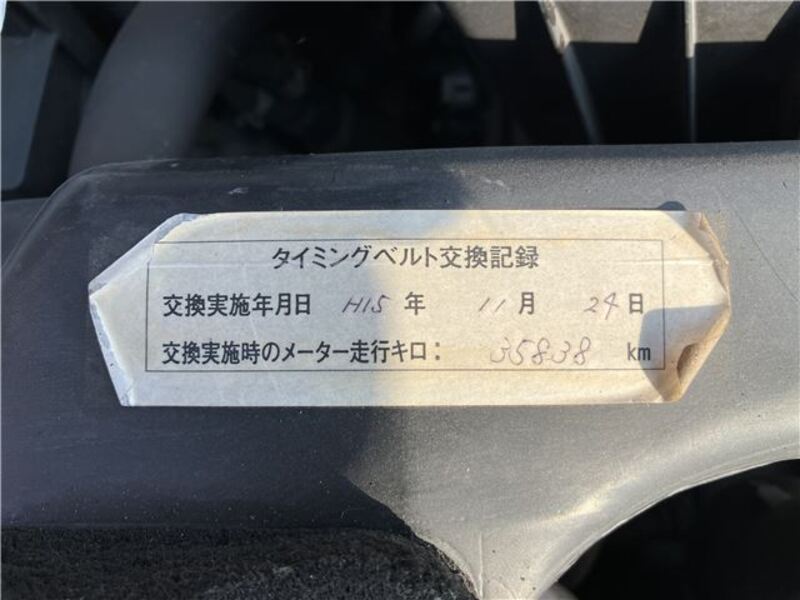 タイミングベルト交換記録
交換実施年月日 H15 年 11 月 24 日
交換実施時のメーター走行キロ： 35838 km